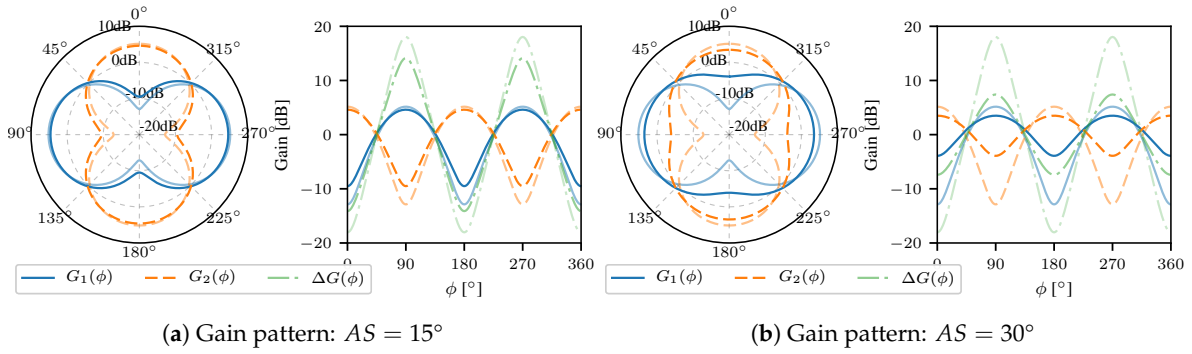 0°
45°
315°
90°
270°
135°
225°
180°
10dB
0dB
-10dB
-20dB
Gain [dB]
20
10
0
−10
−20
0 90 180 270 360
ϕ [°]
G₁(ϕ) G₂(ϕ) ΔG(ϕ)
(a) Gain pattern: AS = 15°
0°
45°
315°
90°
270°
135°
225°
180°
10dB
0dB
-10dB
-20dB
Gain [dB]
20
10
0
−10
−20
0 90 180 270 360
ϕ [°]
G₁(ϕ) G₂(ϕ) ΔG(ϕ)
(b) Gain pattern: AS = 30°